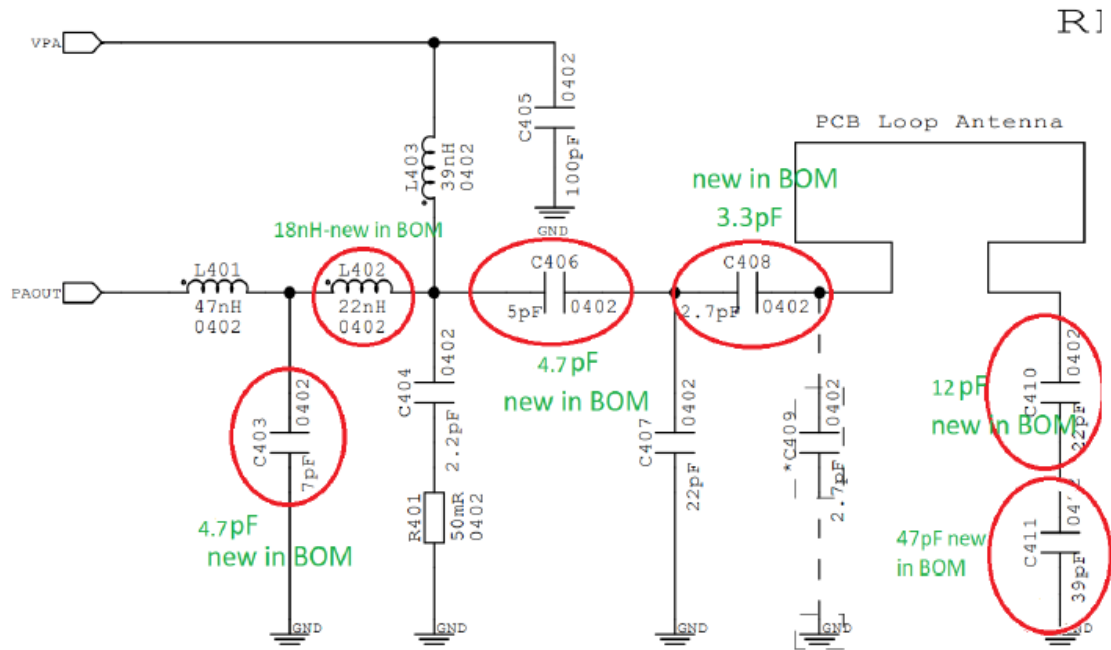 R
VPA
0402
C405
100pF
GND
PCB Loop Antenna
L403
39nH
0402
new in BOM
3.3pF
18nH-new in BOM
PAOUT
L401
47nH
0402
L402
22nH
0402
C406
5pF
0402
4.7pF
new in BOM
C408
2.7pF
0402
0402
C403
7pF
4.7pF
new in BOM
0402
C404
2.2pF
R401
50mR
0402
0402
C407
22pF
0402
*C409
2.7pF
0402
C410
22pF
12pF
new in BOM
C411
39pF
47pF new
in BOM
GND
GND
GND
GND
GND